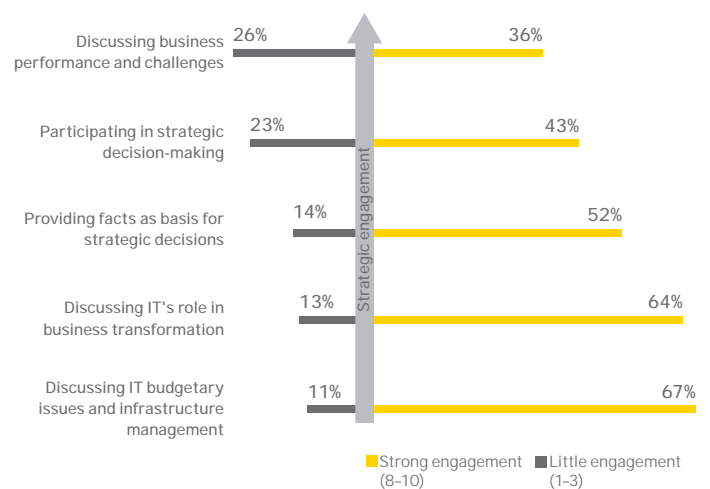 Discussing business
performance and challenges
26%
36%
Participating in strategic
decision-making
23%
43%
Providing facts as basis for
strategic decisions
14%
52%
Discussing IT's role in
business transformation
13%
64%
Discussing IT budgetary
issues and infrastructure
management
11%
67%
Strategic engagement
Strong engagement
(8–10)
Little engagement
(1–3)